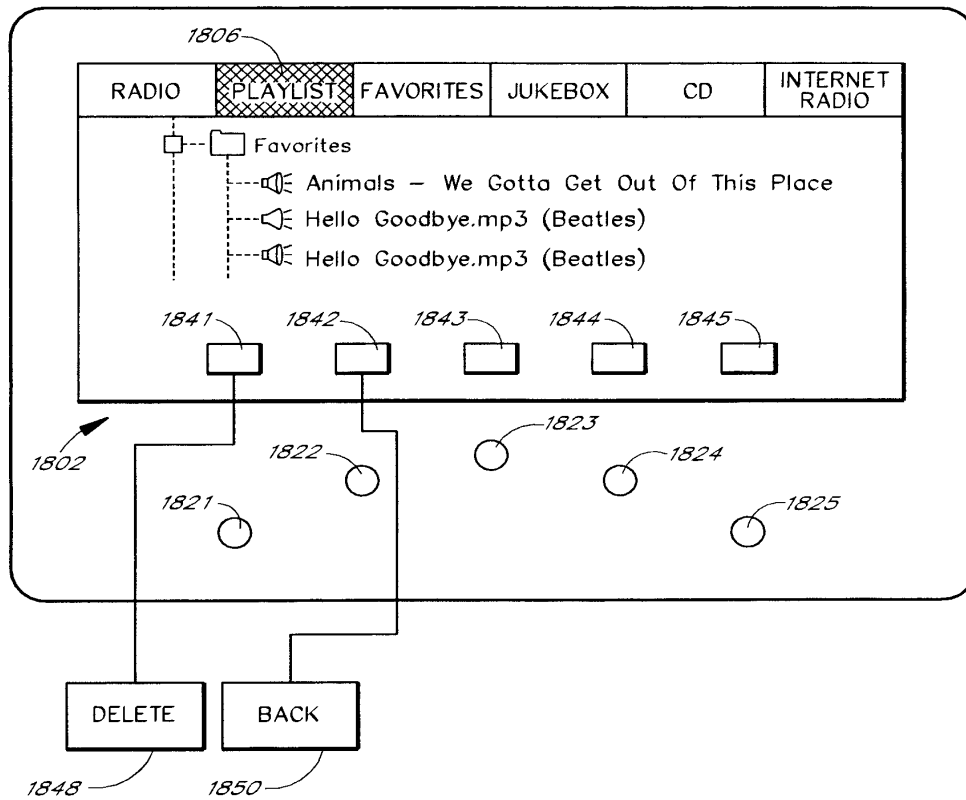 1806
RADIO PLAYLIST FAVORITES JUKEBOX CD INTERNET RADIO
Favorites
Animals - We Gotta Get Out Of This Place
Hello Goodbye.mp3 (Beatles)
Hello Goodbye.mp3 (Beatles)
1841 1842 1843 1844 1845
1802 1822 1823 1824
1821 1825
DELETE BACK
1848 1850